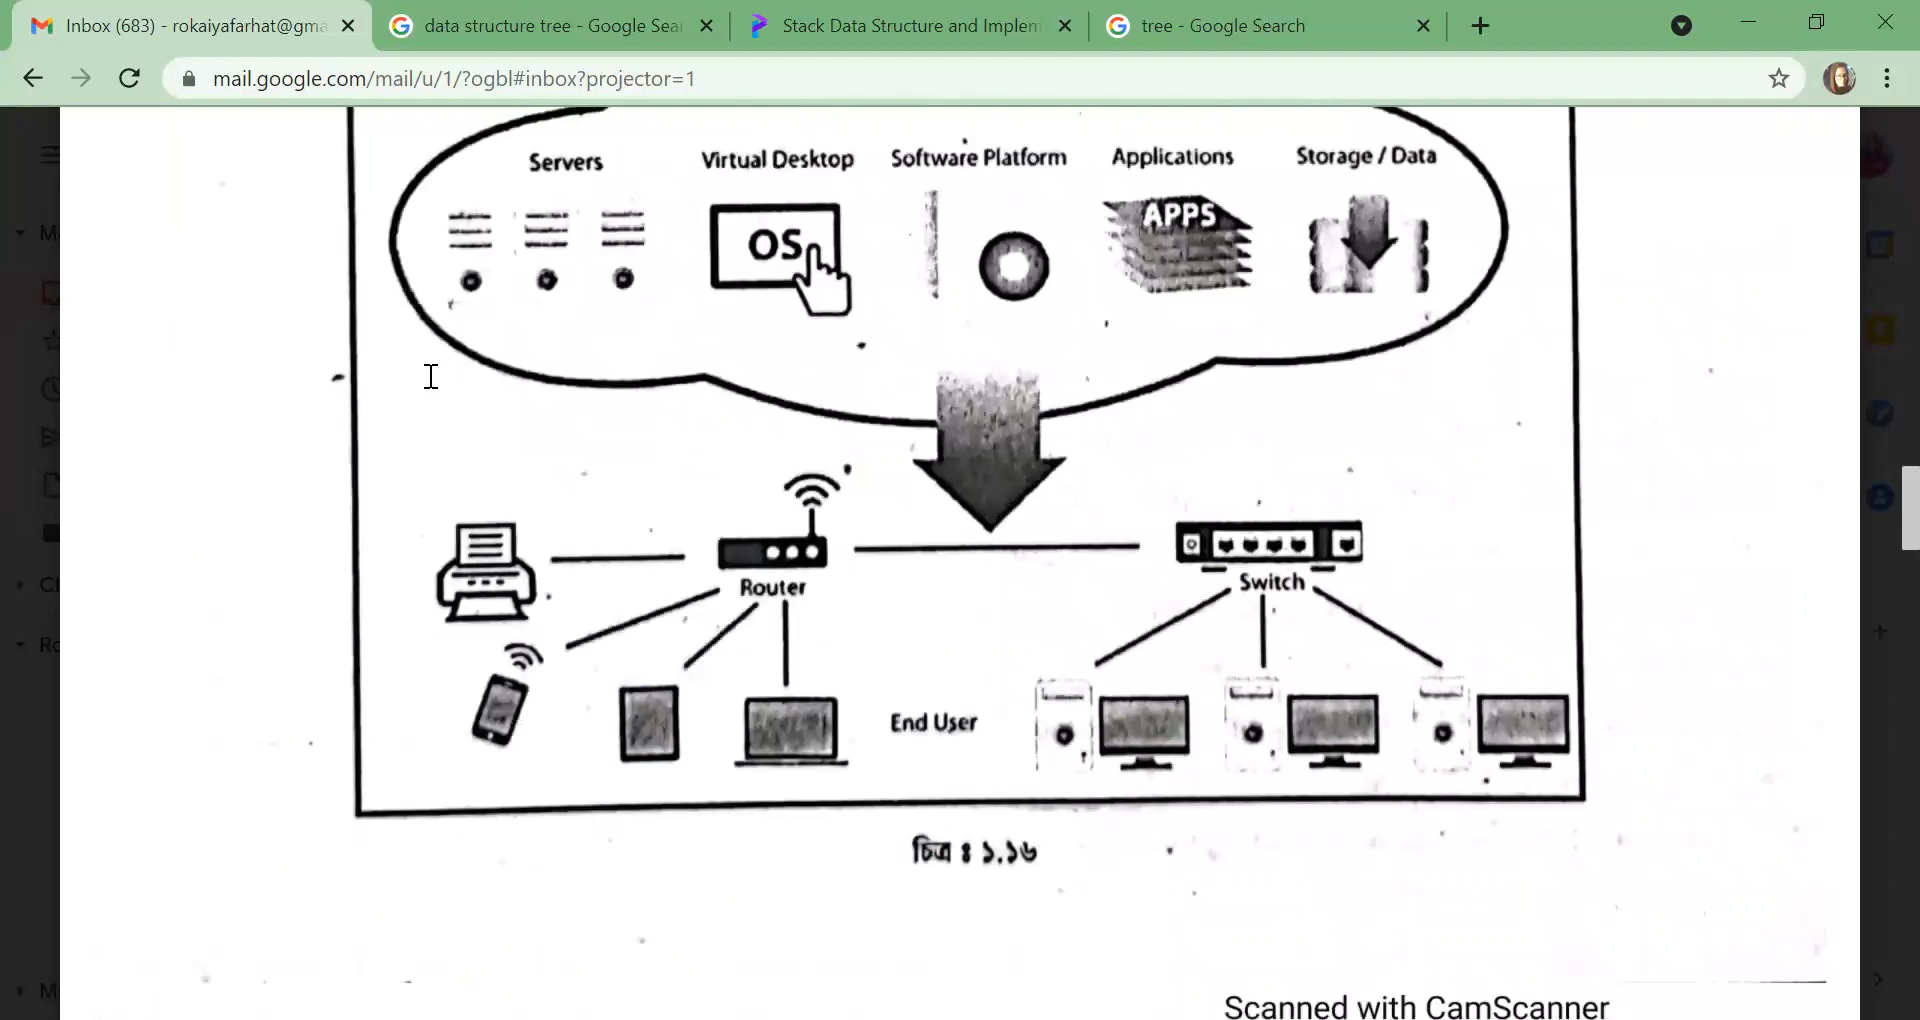 Inbox (683) - rokaiyafarhat@gma
data structure tree - Google Sea
Stack Data Structure and Implem
tree - Google Search
mail.google.com/mail/u/1/?ogbl#inbox?projector=1
Servers
Virtual Desktop
Software Platform
Applications
Storage / Data
OS
APPS
Router
Switch
End User
চিত্র ঃ ১.১৬
Scanned with CamScanner